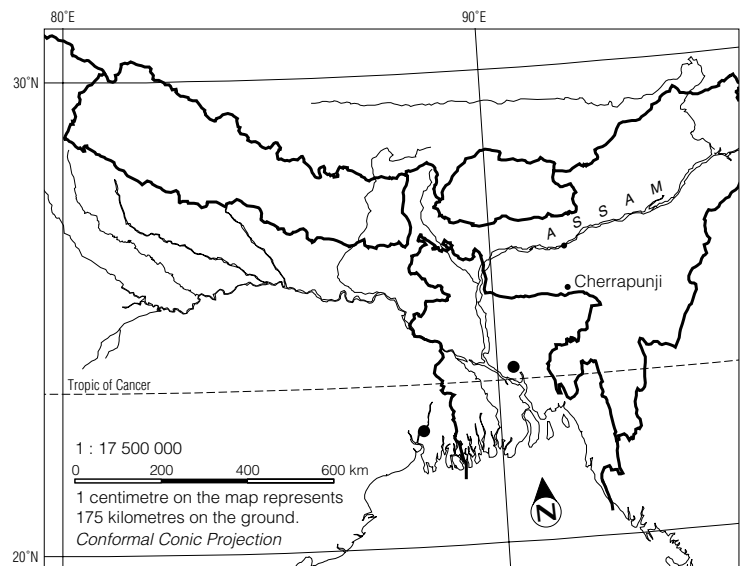 80°E 90°E
30°N
A S S A M
Cherrapunji
Tropic of Cancer
1 : 17 500 000
0 200 400 600 km
1 centimetre on the map represents
175 kilometres on the ground.
Conformal Conic Projection
N
20°N